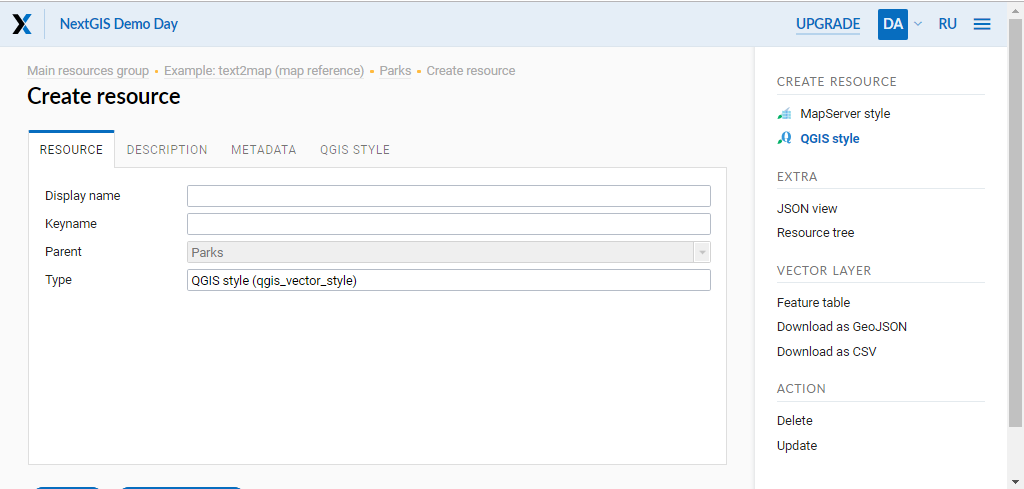 NextGIS Demo Day
UPGRADE
DA
RU
Main resources group • Example: text2map (map reference) • Parks • Create resource
Create resource
RESOURCE
DESCRIPTION
METADATA
QGIS STYLE
Display name
Keyname
Parent
Parks
Type
QGIS style (qgis_vector_style)
CREATE RESOURCE
MapServer style
QGIS style
EXTRA
JSON view
Resource tree
VECTOR LAYER
Feature table
Download as GeoJSON
Download as CSV
ACTION
Delete
Update